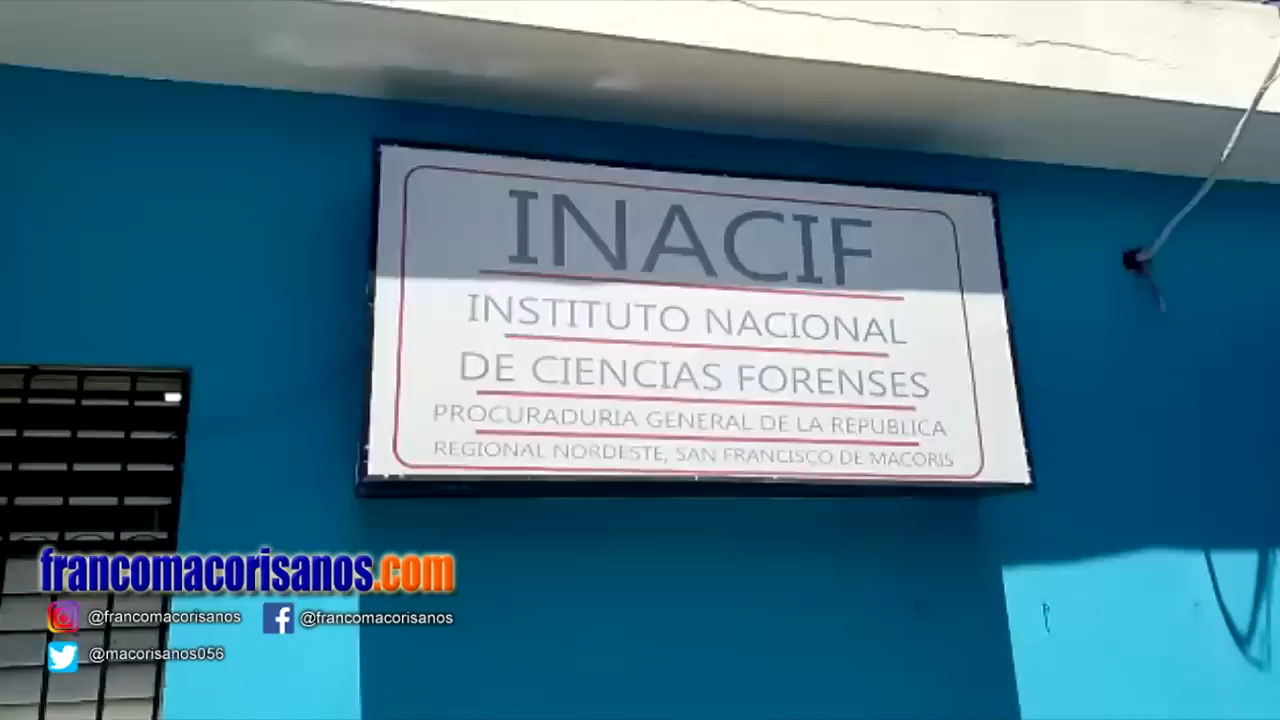 INACIF
INSTITUTO NACIONAL
DE CIENCIAS FORENSES
PROCURADURIA GENERAL DE LA REPUBLICA
REGIONAL NORDESTE, SAN FRANCISCO DE MACORIS
francomacorisanos.com
@francomacorisanos @francomacorisanos
@macorisanos056